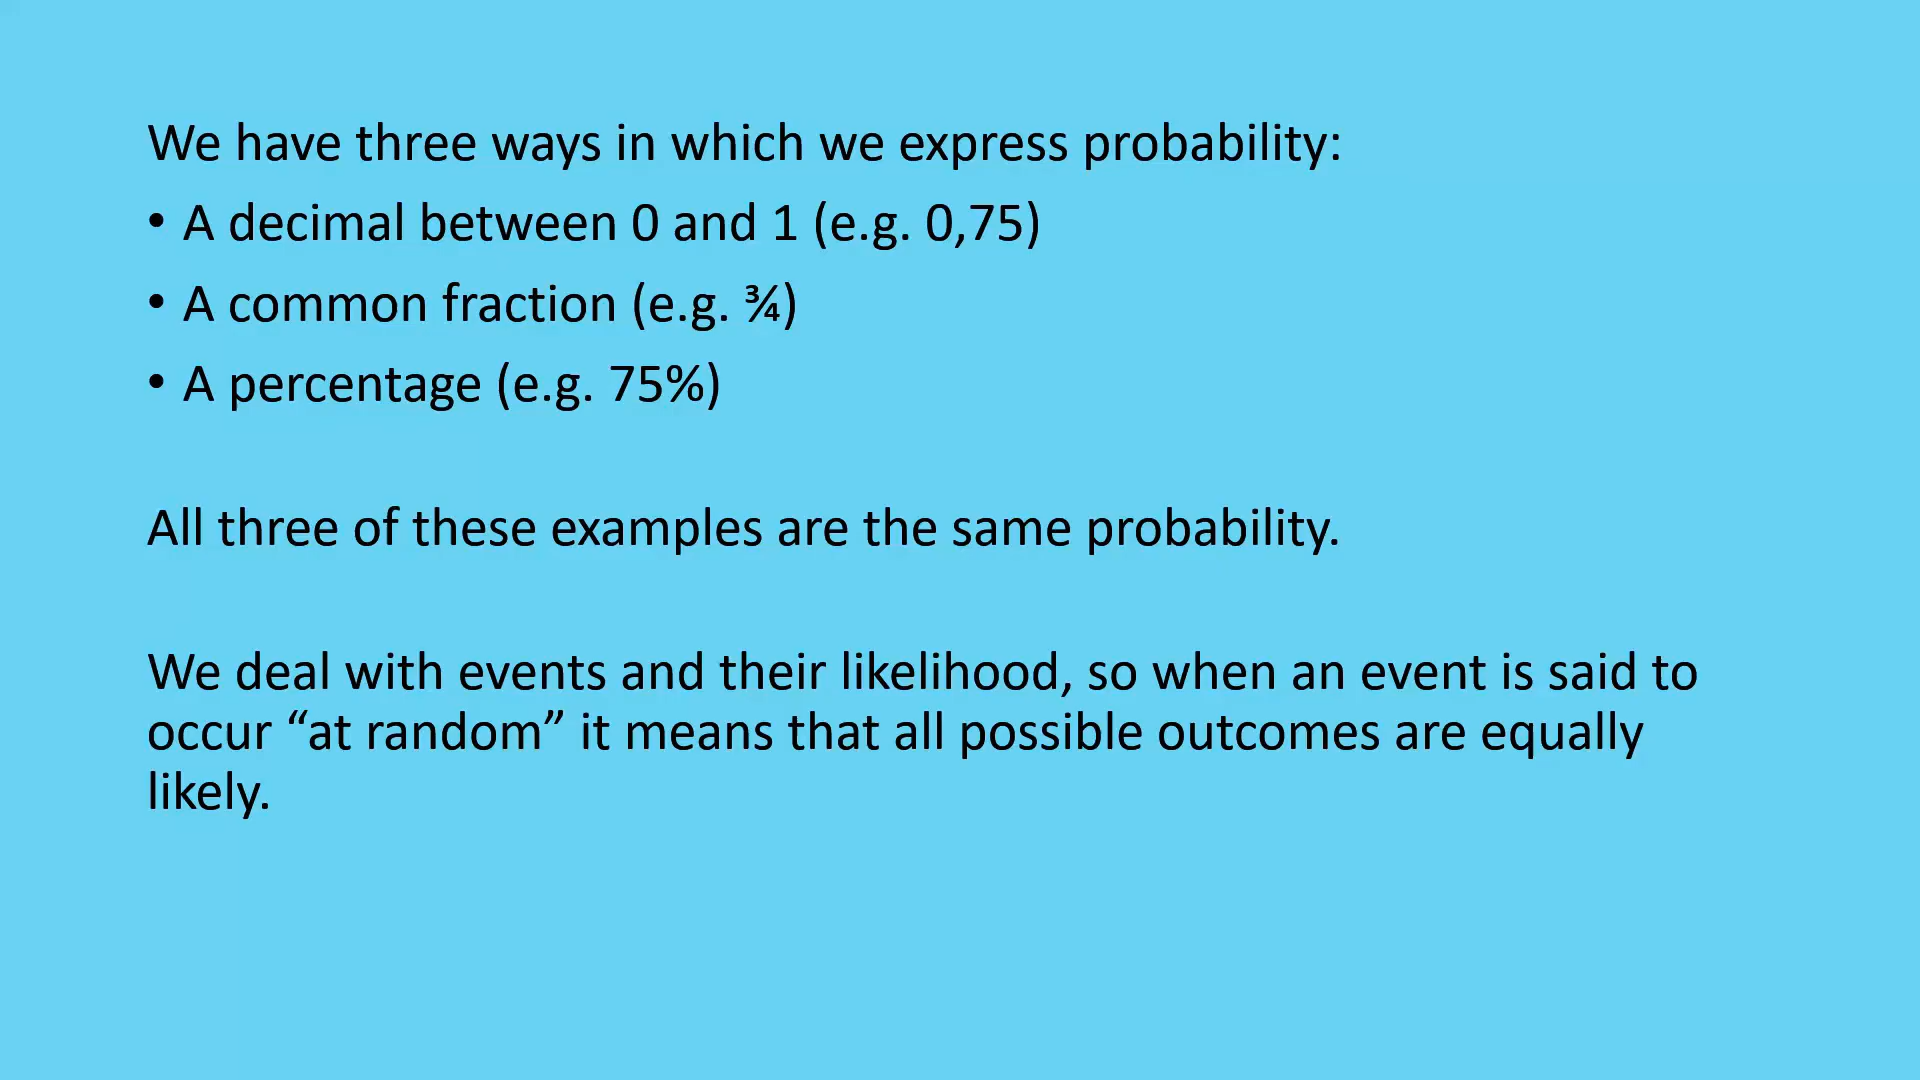 We have three ways in which we express probability:
• A decimal between 0 and 1 (e.g. 0,75)
• A common fraction (e.g. ¾)
• A percentage (e.g. 75%)
All three of these examples are the same probability.
We deal with events and their likelihood, so when an event is said to
occur “at random” it means that all possible outcomes are equally
likely.